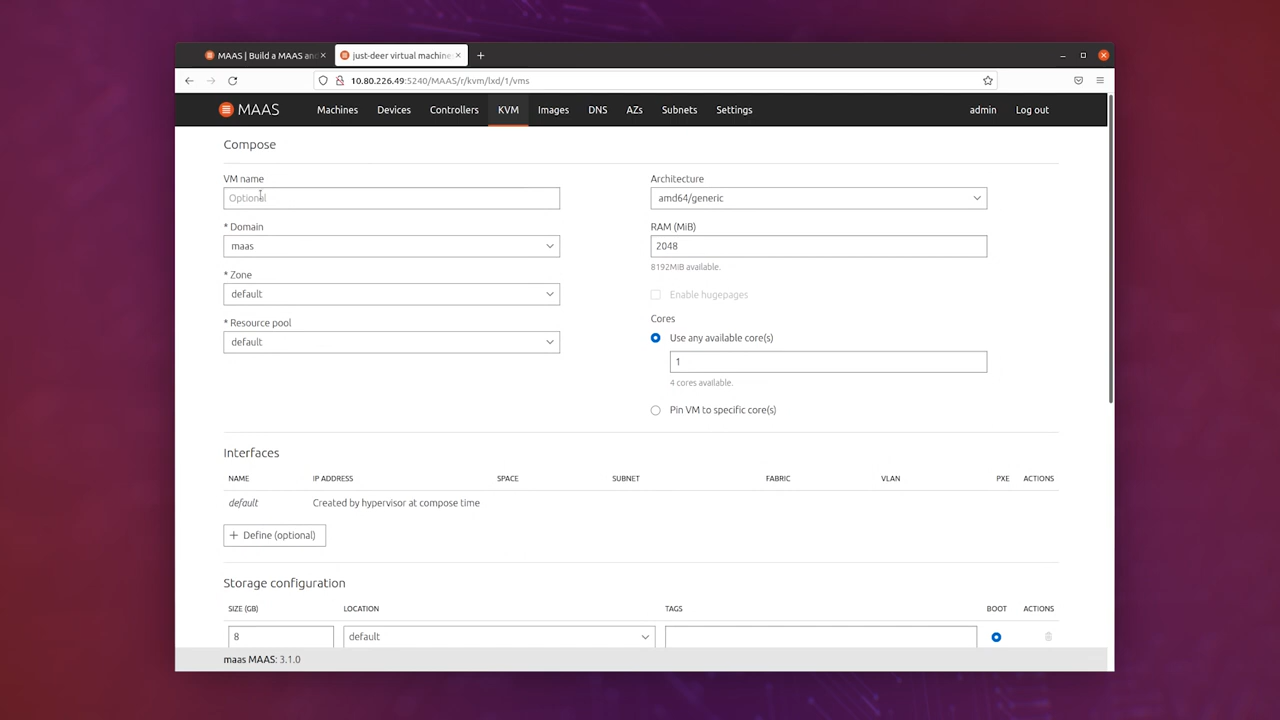 MAAS | Build a MAAS and
just-deer virtual machine
10.80.226.49:5240/MAAS/r/kvm/lxd/1/vms
MAAS Machines Devices Controllers KVM Images DNS AZs Subnets Settings admin Log out
Compose
VM name
Optional
* Domain
maas
* Zone
default
* Resource pool
default
Architecture
amd64/generic
RAM (MiB)
2048
8192MiB available.
Enable hugepages
Cores
Use any available core(s)
1
4 cores available.
Pin VM to specific core(s)
Interfaces
NAME IP ADDRESS SPACE SUBNET FABRIC VLAN PXE ACTIONS
default Created by hypervisor at compose time
+ Define (optional)
Storage configuration
SIZE (GB) LOCATION TAGS BOOT ACTIONS
8 default
maas MAAS: 3.1.0